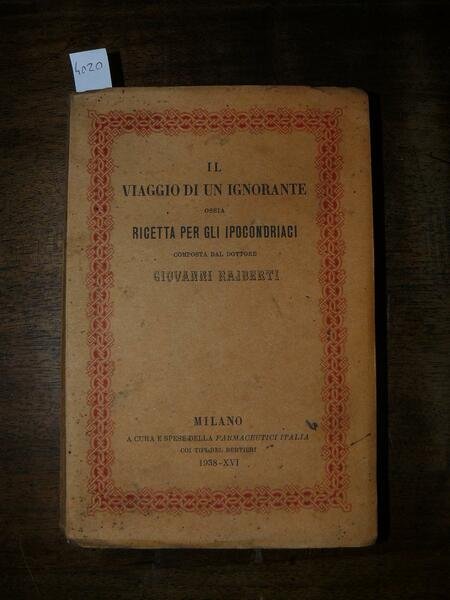 4020
IL
VIAGGIO DI UN IGNORANTE
OSSIA
RICETTA PER GLI IPOCONDRIACI
COMPOSTA DAL DOTTORE
GIOVANNI RAJBERTI
MILANO
A CURA E SPESE DELLA FARMACEUTICI ITALIA
COI TIPI DEL BERTIERI
1938-XVI